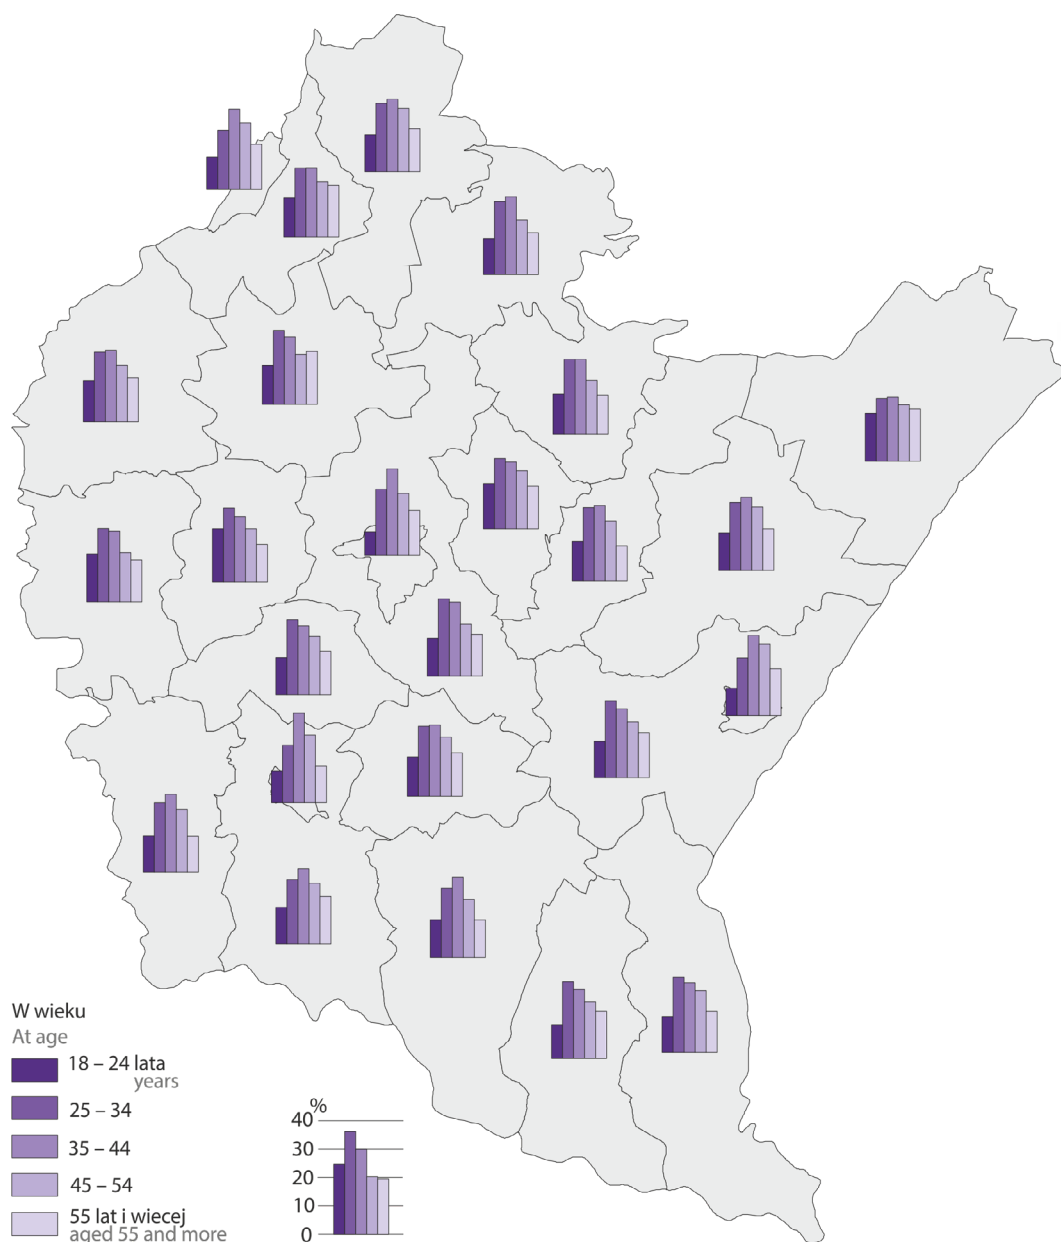 W wieku
At age
18 – 24 lata
years
25 – 34
35 – 44
45 – 54
55 lat i wiecej
aged 55 and more
%
40
30
20
10
0